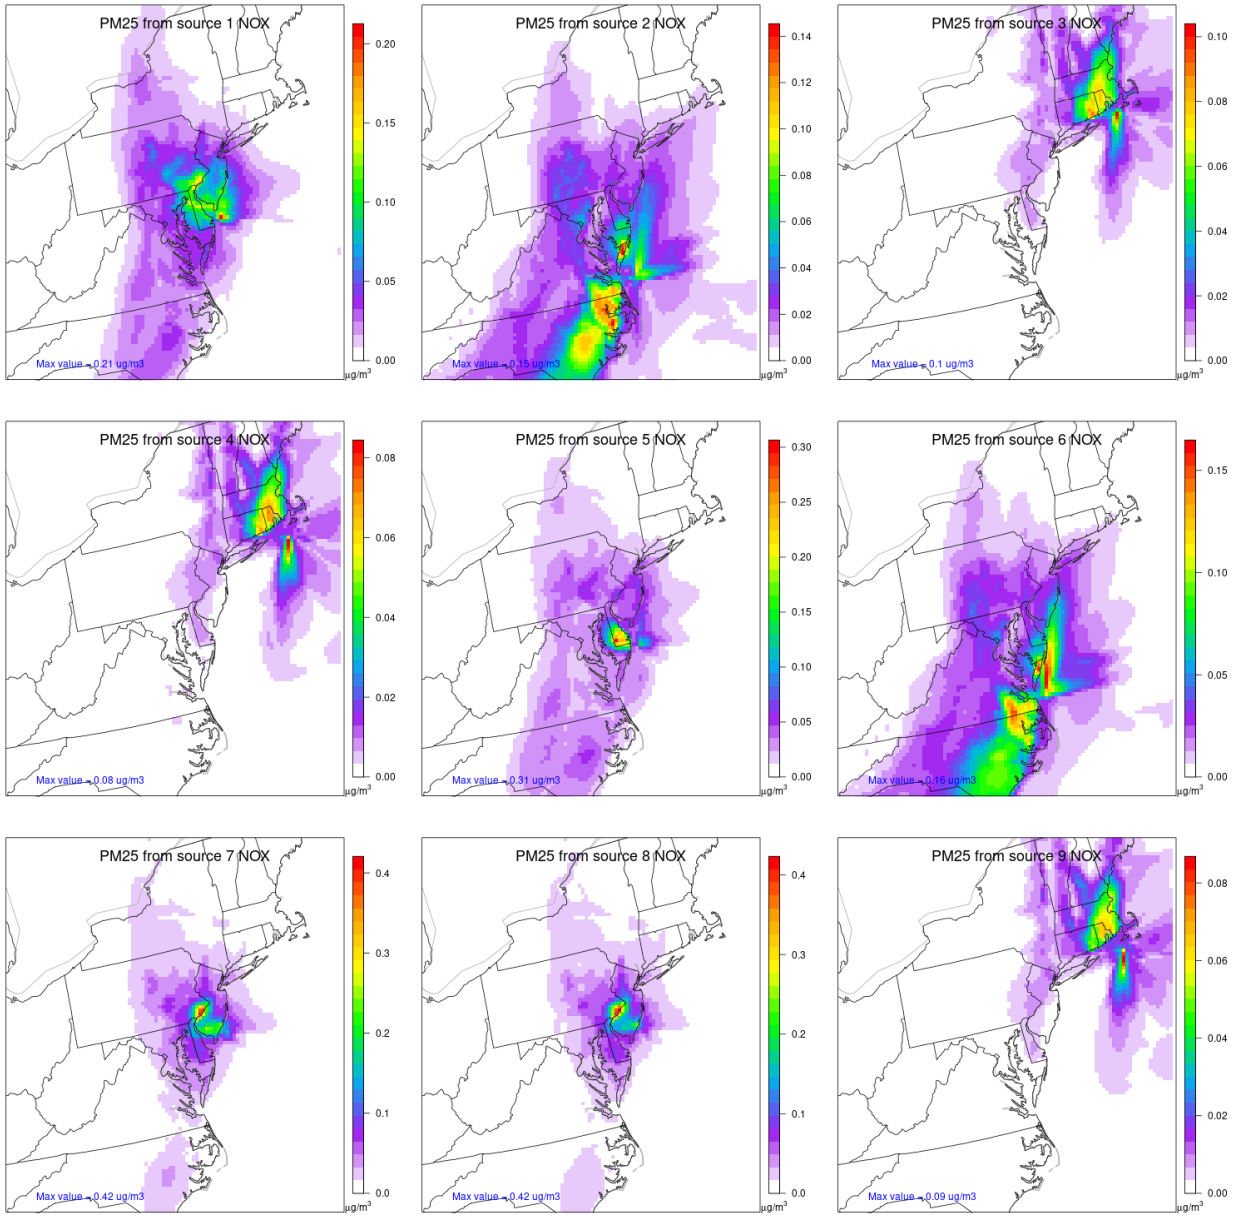 PM25 from source 1 NOX
0.20
0.15
0.10
0.05
0.00
Max value = 0.21 ug/m3
μg/m³
PM25 from source 2 NOX
0.14
0.12
0.10
0.08
0.06
0.04
0.02
0.00
Max value = 0.15 ug/m3
μg/m³
PM25 from source 3 NOX
0.10
0.08
0.06
0.04
0.02
0.00
Max value = 0.1 ug/m3
μg/m³
PM25 from source 4 NOX
0.08
0.06
0.04
0.02
0.00
Max value = 0.08 ug/m3
μg/m³
PM25 from source 5 NOX
0.30
0.25
0.20
0.15
0.10
0.05
0.00
Max value = 0.31 ug/m3
μg/m³
PM25 from source 6 NOX
0.15
0.10
0.05
0.00
Max value = 0.16 ug/m3
μg/m³
PM25 from source 7 NOX
0.4
0.3
0.2
0.1
0.0
Max value = 0.42 ug/m3
μg/m³
PM25 from source 8 NOX
0.4
0.3
0.2
0.1
0.0
Max value = 0.42 ug/m3
μg/m³
PM25 from source 9 NOX
0.08
0.06
0.04
0.02
0.00
Max value = 0.09 ug/m3
μg/m³